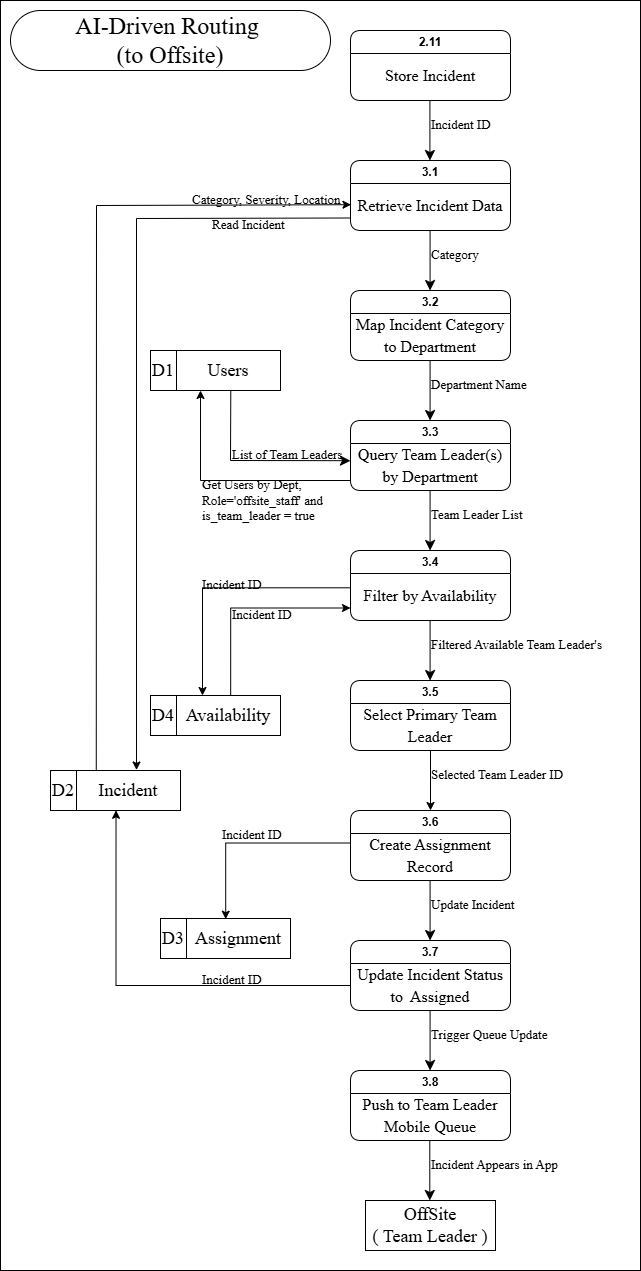 AI-Driven Routing
(to Offsite)
2.11
Store Incident
Incident ID
3.1
Retrieve Incident Data
Category, Severity, Location
Read Incident
Category
3.2
Map Incident Category
to Department
Department Name
D1
Users
3.3
Query Team Leader(s)
by Department
List of Team Leaders
Get Users by Dept,
Role='offsite_staff' and
is_team_leader = true
Team Leader List
3.4
Filter by Availability
Incident ID
Incident ID
Filtered Available Team Leader's
D4
Availability
3.5
Select Primary Team
Leader
Selected Team Leader ID
D2
Incident
3.6
Create Assignment
Record
Incident ID
Update Incident
D3
Assignment
3.7
Update Incident Status
to Assigned
Incident ID
Trigger Queue Update
3.8
Push to Team Leader
Mobile Queue
Incident Appears in App
OffSite
( Team Leader )